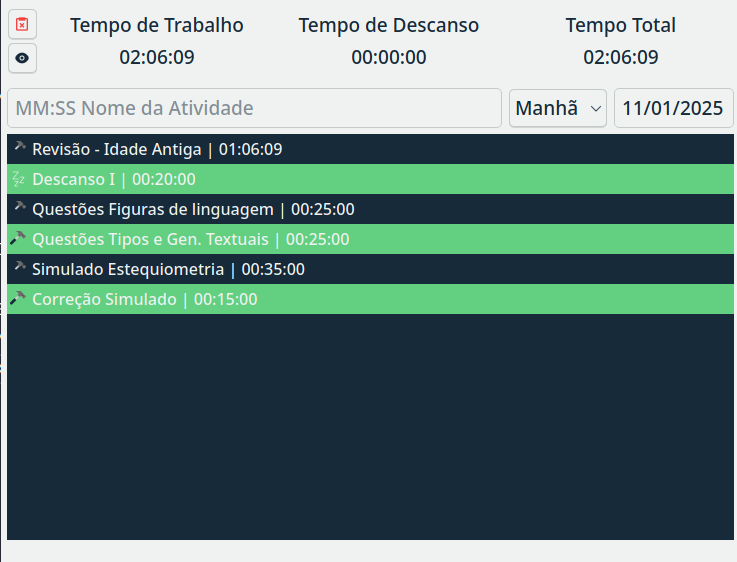 Tempo de Trabalho Tempo de Descanso Tempo Total
02:06:09 00:00:00 02:06:09
MM:SS Nome da Atividade Manhã 11/01/2025
Revisão - Idade Antiga | 01:06:09
Descanso I | 00:20:00
Questões Figuras de linguagem | 00:25:00
Questões Tipos e Gen. Textuais | 00:25:00
Simulado Estequiometria | 00:35:00
Correção Simulado | 00:15:00